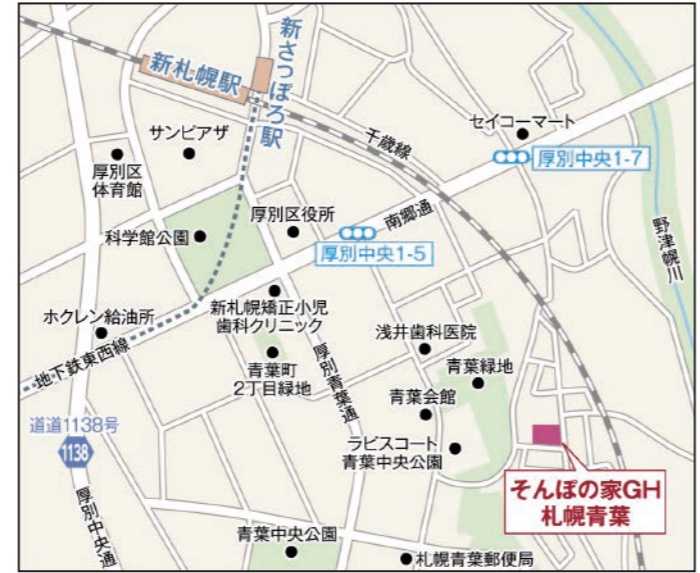 新さっぽろ駅
新札幌駅
サンピアザ
厚別区
体育館
セイコーマート
千歳線
厚別中央1-7
南郷通
厚別区役所
科学館公園
厚別中央1-5
野津幌川
新札幌矯正小児
歯科クリニック
ホクレン給油所
地下鉄東西線
青葉町
2丁目緑地
厚別青葉通
浅井歯科医院
青葉緑地
青葉会館
道道1138号
1138
ラビスコート
青葉中央公園
そんぽの家GH
札幌青葉
厚別中央通
青葉中央公園
札幌青葉郵便局